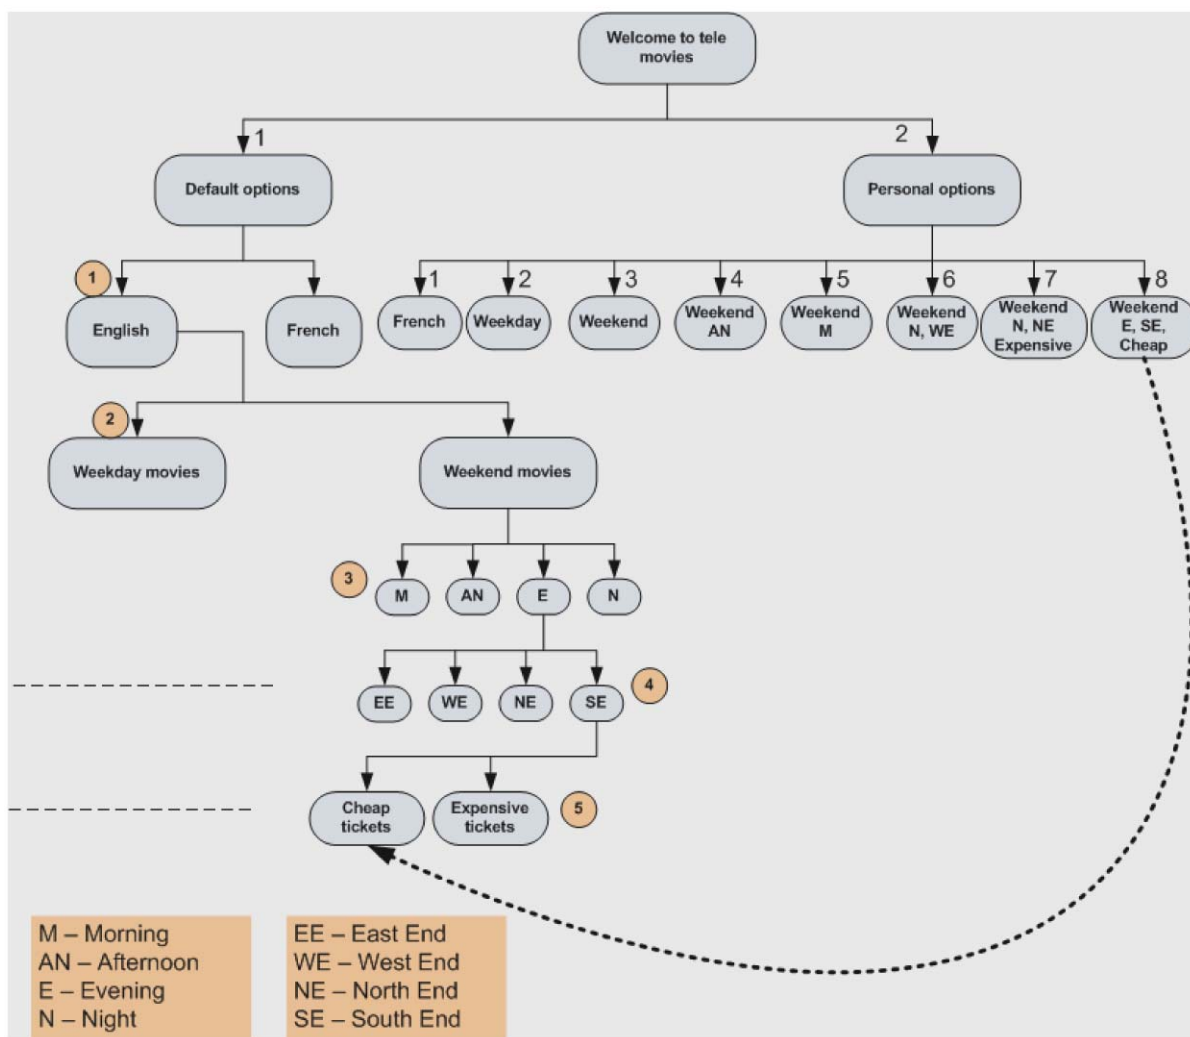 Welcome to tele
movies
1
2
Default options
Personal options
1
English
French
1
French
2
Weekday
3
Weekend
4
Weekend
AN
5
Weekend
M
6
Weekend
N, WE
7
Weekend
N, NE
Expensive
8
Weekend
E, SE,
Cheap
2
Weekday movies
Weekend movies
3
M
AN
E
N
EE
WE
NE
SE
4
Cheap
tickets
Expensive
tickets
5
M – Morning
AN – Afternoon
E – Evening
N – Night
EE – East End
WE – West End
NE – North End
SE – South End